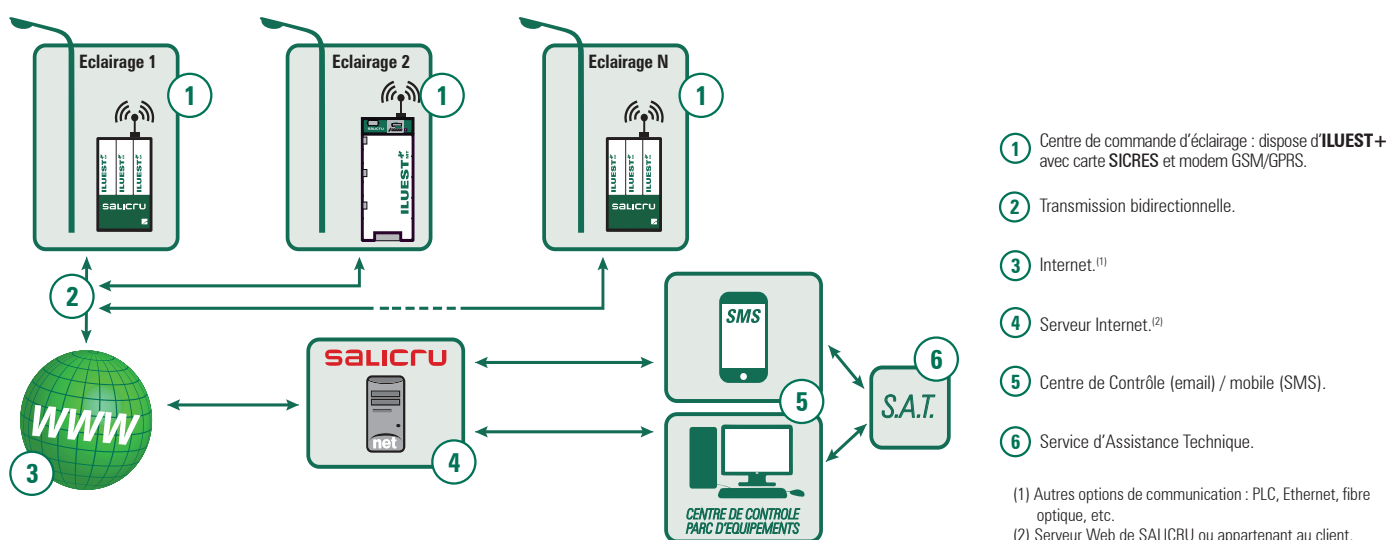 Eclairage 1
Eclairage 2
Eclairage N
1
1
1
ILUEST+
ILUEST+
ILUEST+
SALICRU
SALICRU
ILUEST+
ILUEST+
ILUEST+
ILUEST+
SALICRU
2
WWW
3
SALICRU
net
4
SMS
5
CENTRE DE CONTROLE
PARC D'EQUIPEMENTS
6
S.A.T.
1 Centre de commande d'éclairage : dispose d'ILUEST+
avec carte SICRES et modem GSM/GPRS.
2 Transmission bidirectionnelle.
3 Internet.(1)
4 Serveur Internet.(2)
5 Centre de Contrôle (email) / mobile (SMS).
6 Service d'Assistance Technique.
(1) Autres options de communication : PLC, Ethernet, fibre
optique, etc.
(2) Serveur Web de SALICRU ou appartenant au client.